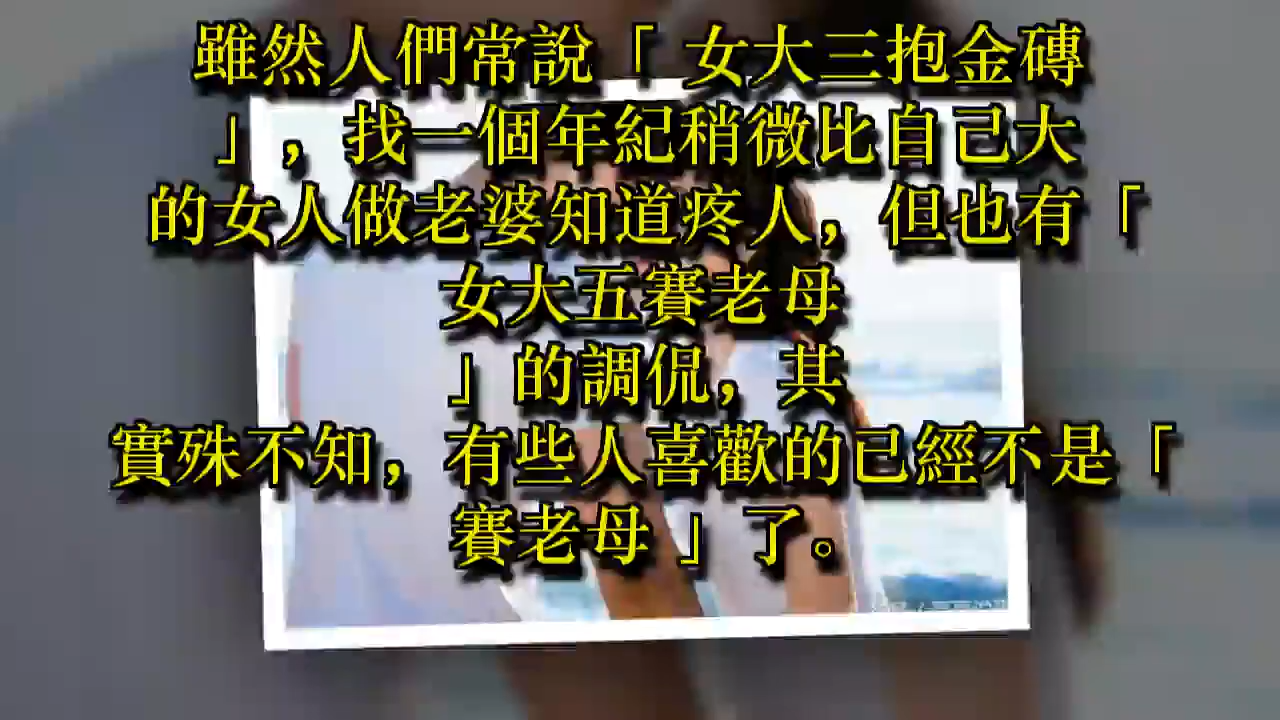 雖然人們常說「 女大三抱金磚
」，找一個年紀稍微比自己大
的女人做老婆知道疼人，但也有「
女大五賽老母
」的調侃，其
實殊不知，有些人喜歡的已經不是「
賽老母 」了。